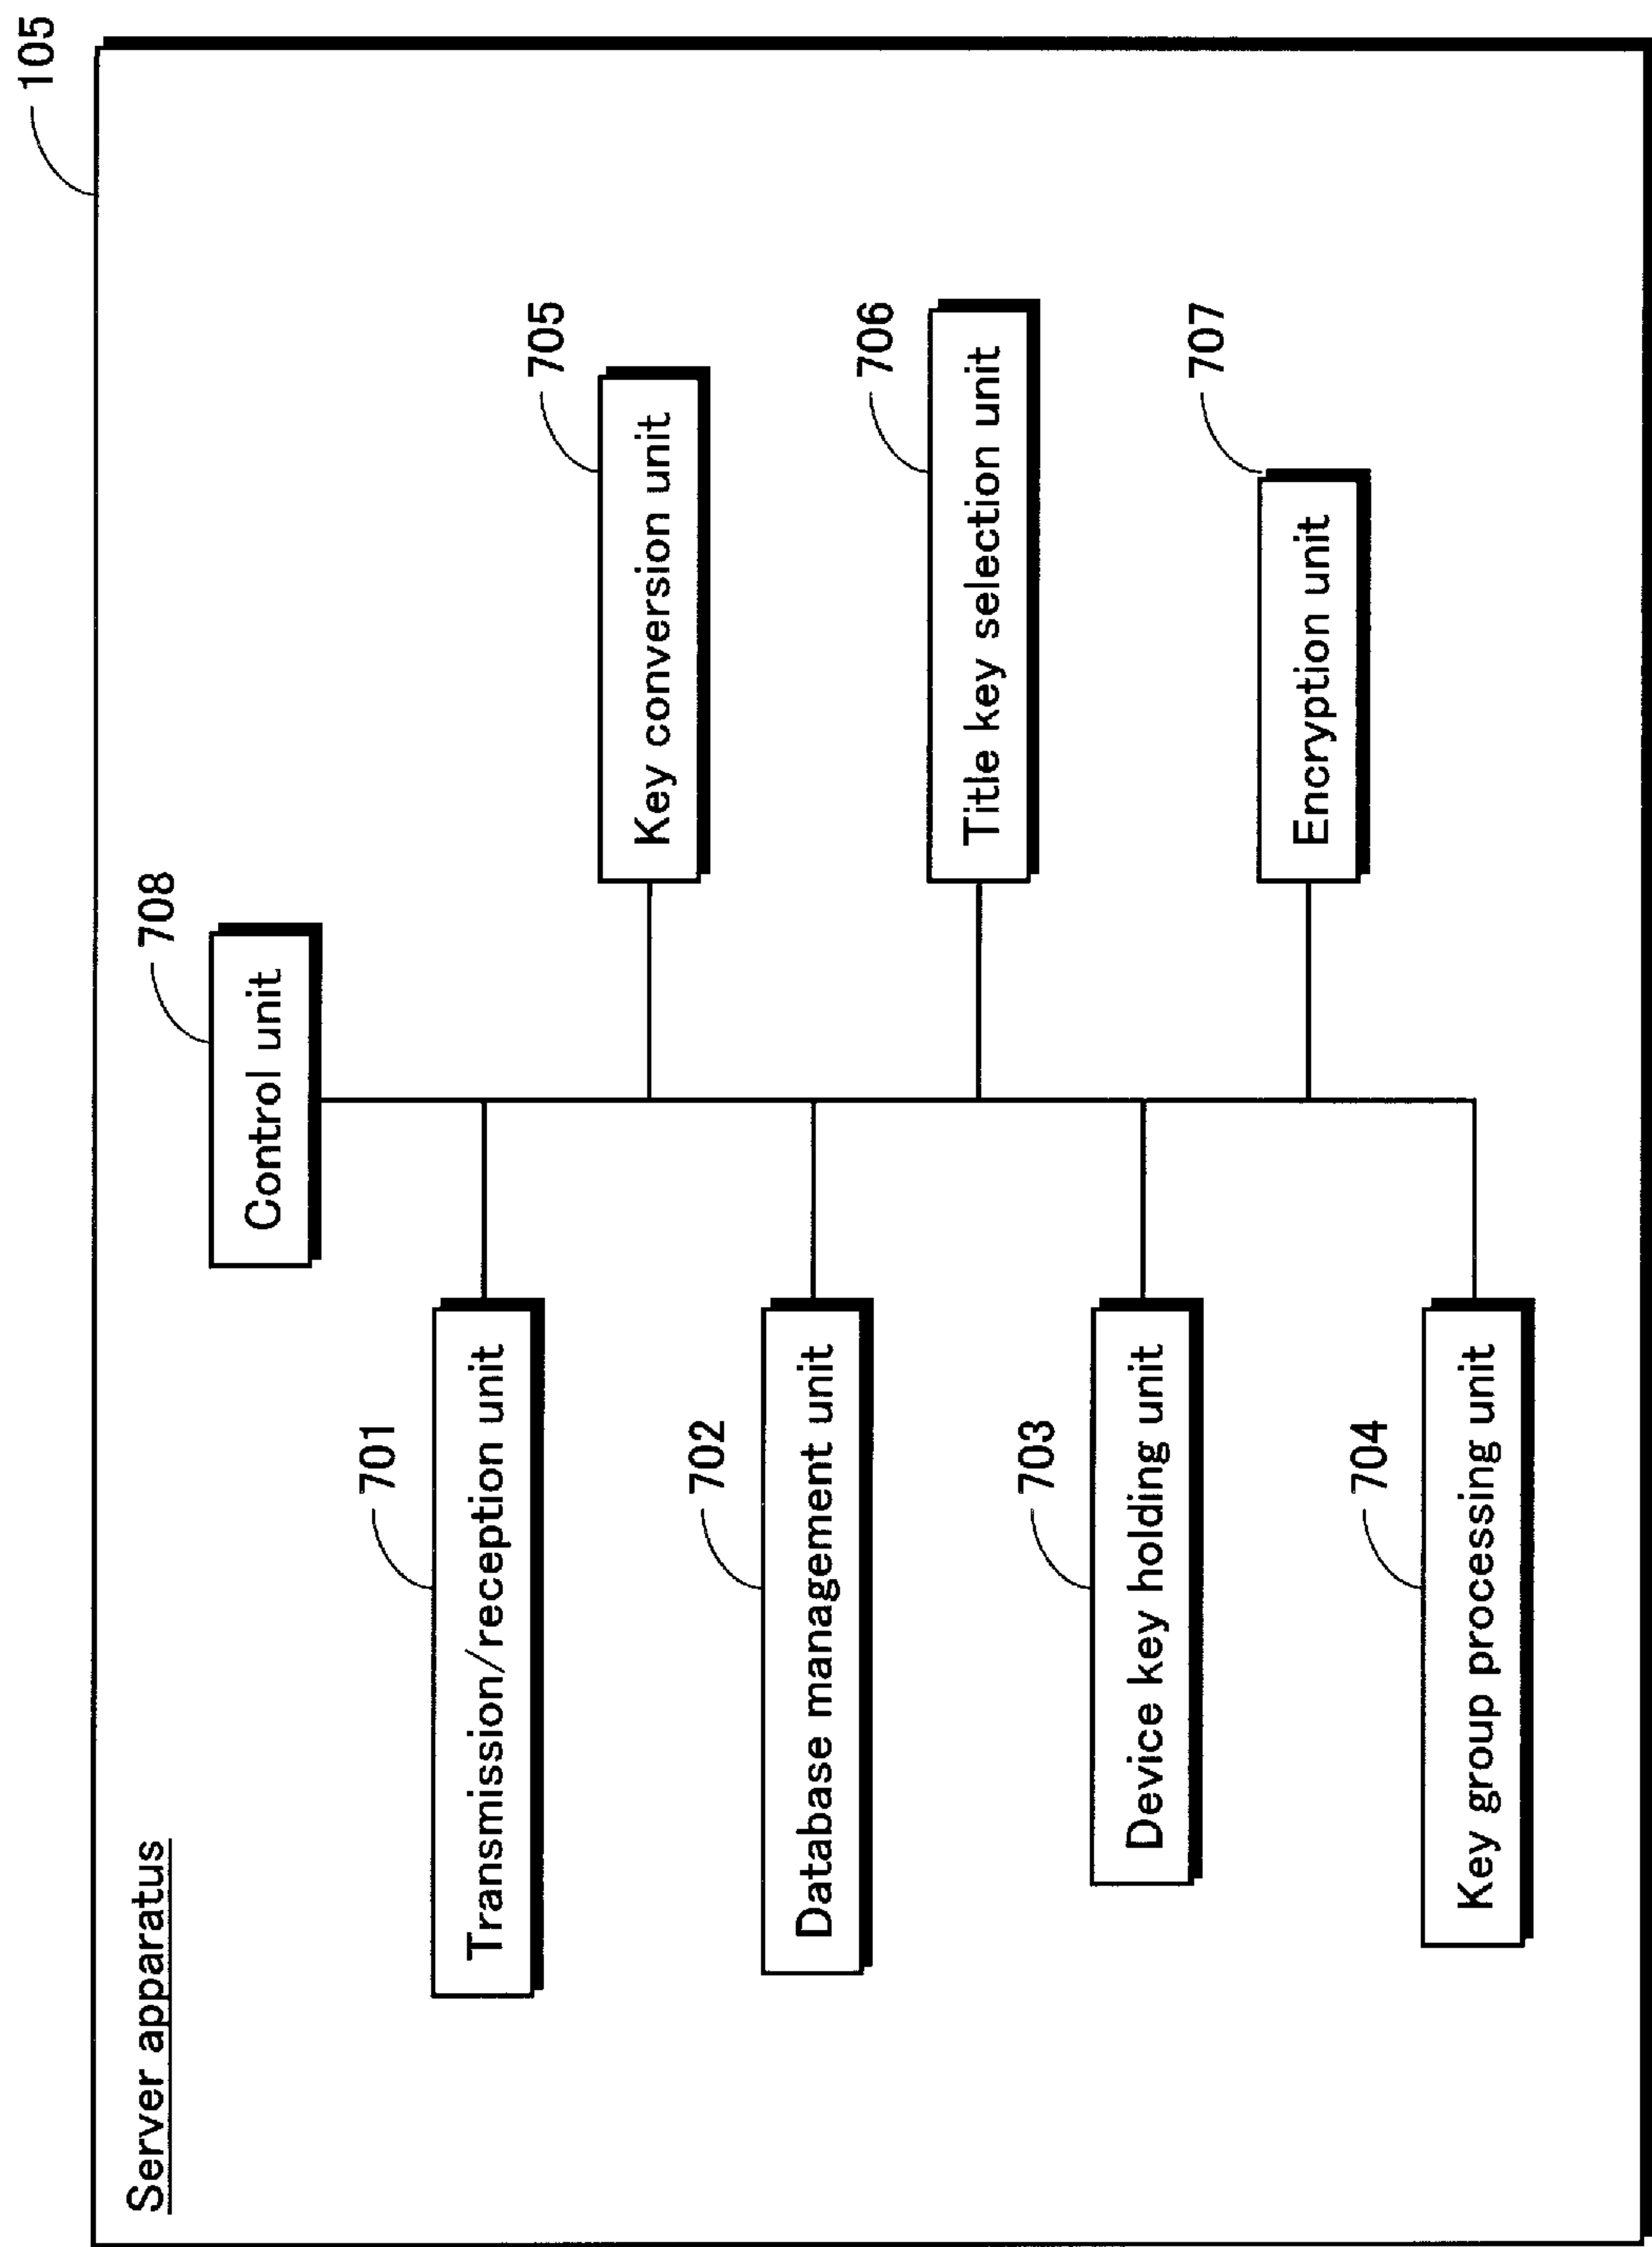 105
Server apparatus
708
Control unit
701
Transmission/reception unit
705
Key conversion unit
702
Database management unit
706
Title key selection unit
703
Device key holding unit
707
Encryption unit
704
Key group processing unit